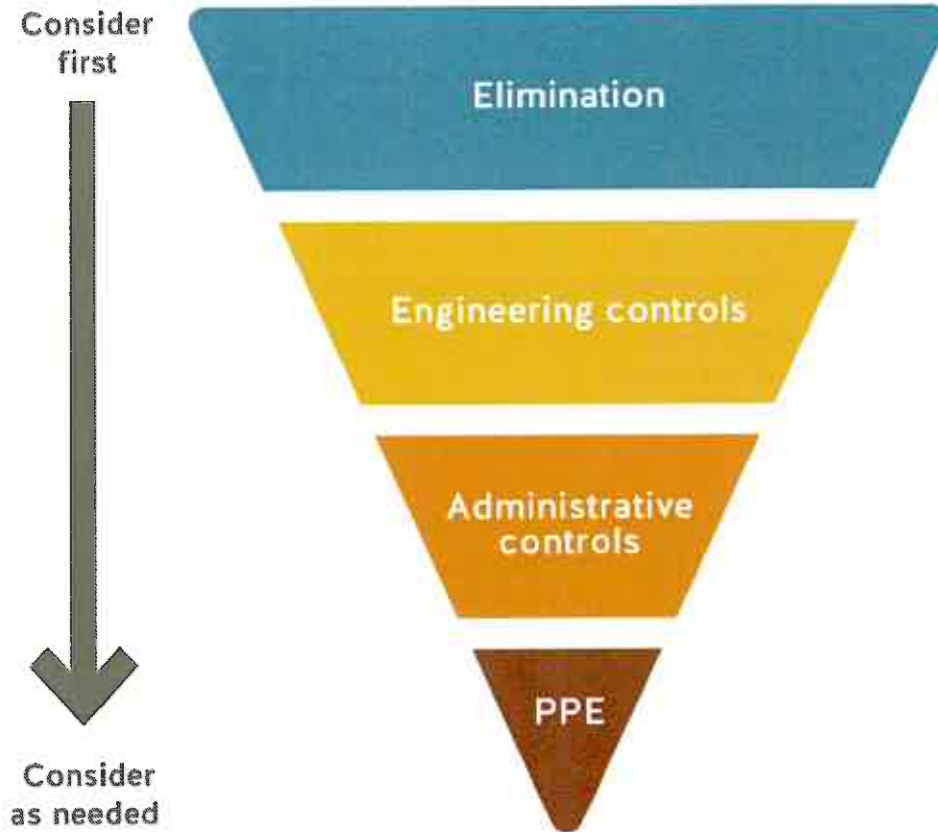 Consider
first
Elimination
Engineering controls
Administrative
controls
PPE
Consider
as needed